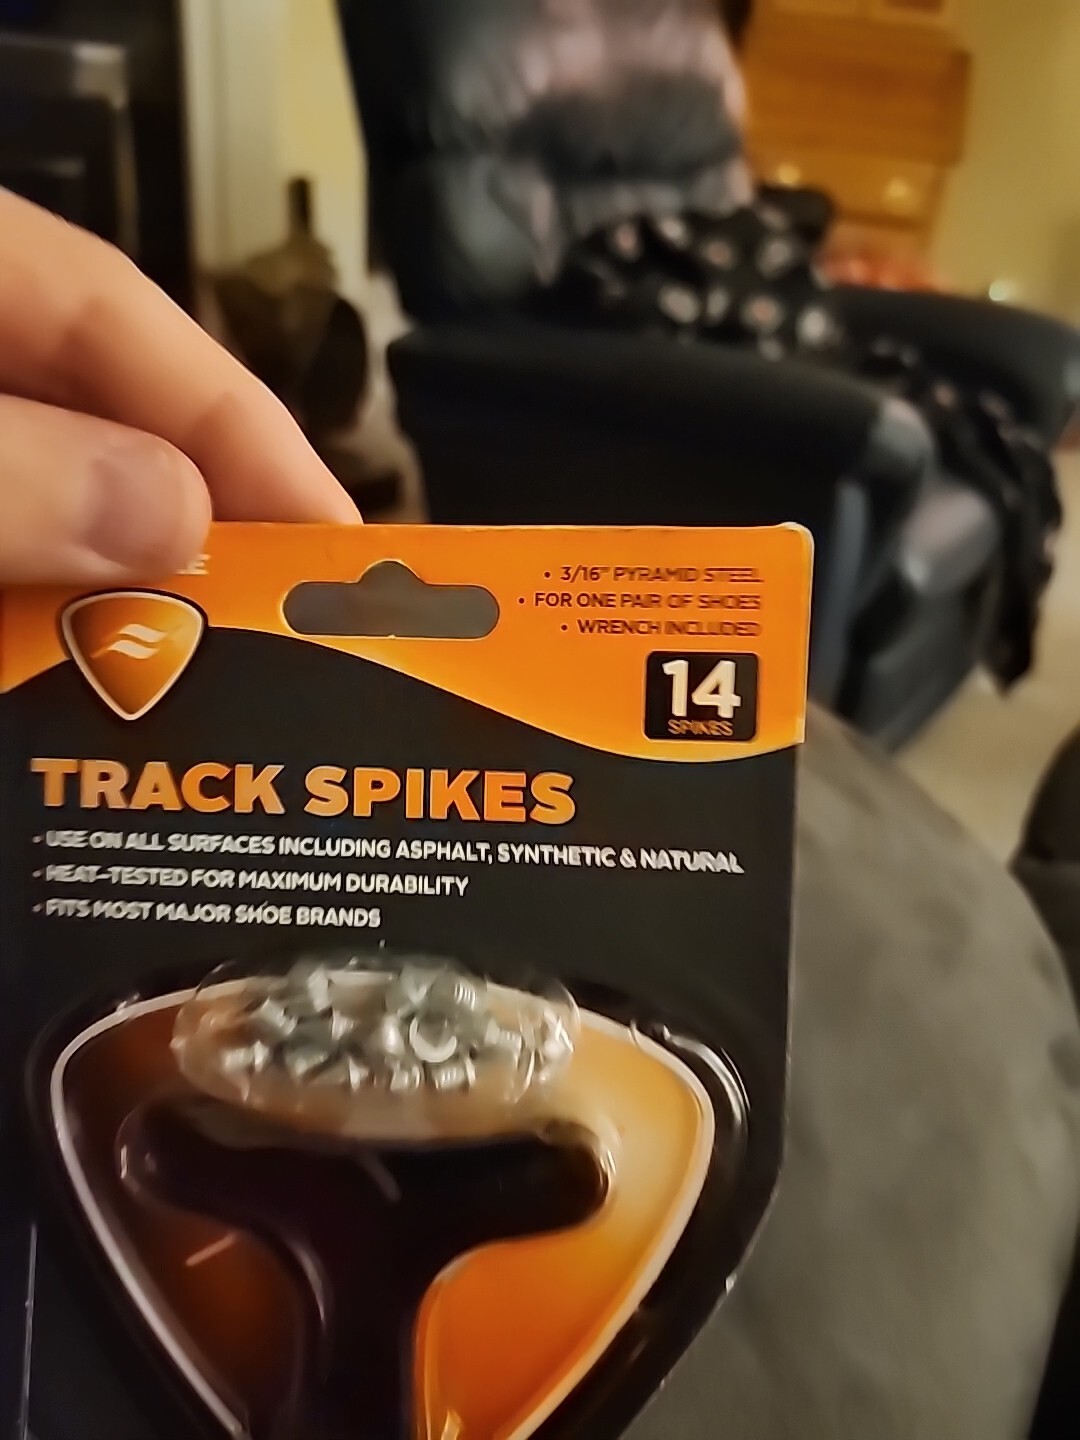 • 3/16" PYRAMID STEEL
• FOR ONE PAIR OF SHOES
• WRENCH INCLUDED
14
SPIKES
TRACK SPIKES
• USE ON ALL SURFACES INCLUDING ASPHALT, SYNTHETIC & NATURAL
• HEAT-TESTED FOR MAXIMUM DURABILITY
• FITS MOST MAJOR SHOE BRANDS